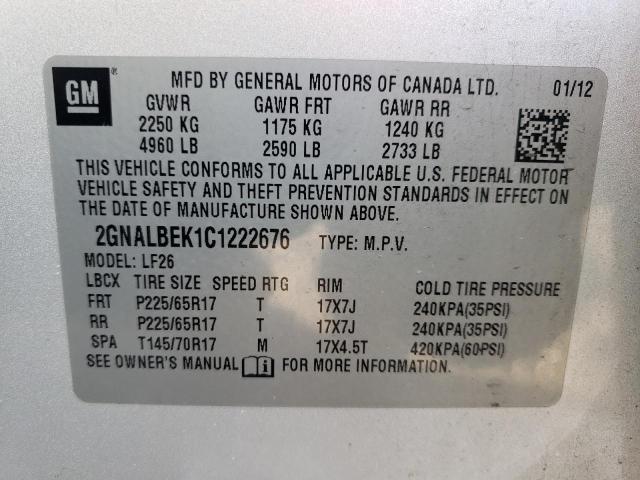 GM®
MFD BY GENERAL MOTORS OF CANADA LTD. 01/12
GVWR GAWR FRT GAWR RR
2250 KG 1175 KG 1240 KG
4960 LB 2590 LB 2733 LB
THIS VEHICLE CONFORMS TO ALL APPLICABLE U.S. FEDERAL MOTOR
VEHICLE SAFETY AND THEFT PREVENTION STANDARDS IN EFFECT ON
THE DATE OF MANUFACTURE SHOWN ABOVE.
2GNALBEK1C1222676 TYPE: M.P.V.
MODEL: LF26
LBCX TIRE SIZE SPEED RTG RIM COLD TIRE PRESSURE
FRT P225/65R17 T 17X7J 240KPA(35PSI)
RR P225/65R17 T 17X7J 240KPA(35PSI)
SPA T145/70R17 M 17X4.5T 420KPA(60PSI)
SEE OWNER'S MANUAL i FOR MORE INFORMATION.